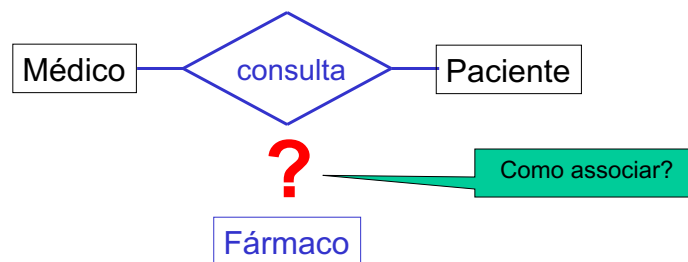 Médico
consulta
Paciente
?
Como associar?
Fármaco